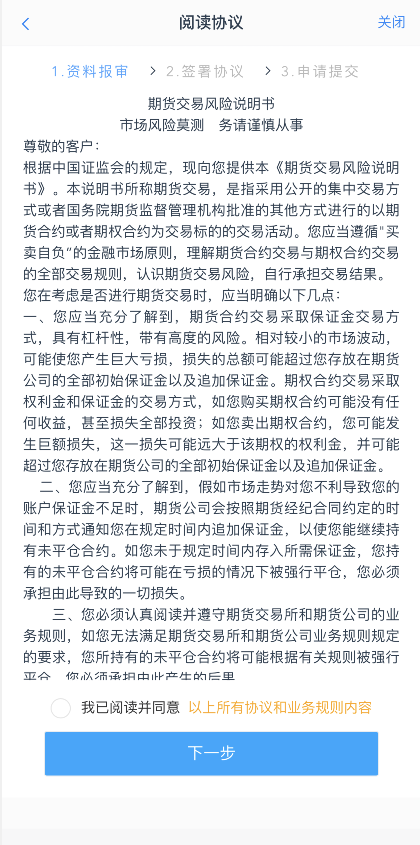 阅读协议
关闭
1.资料报审 > 2.签署协议 > 3.申请提交
期货交易风险说明书
市场风险莫测 务请谨慎从事
尊敬的客户：
根据中国证监会的规定，现向您提供本《期货交易风险说明
书》。本说明书所称期货交易，是指采用公开的集中交易方
式或者国务院期货监督管理机构批准的其他方式进行的以期
货合约或者期权合约为交易标的的交易活动。您应当遵循"买
卖自负"的金融市场原则，理解期货合约交易与期权合约交易
的全部交易规则，认识期货交易风险，自行承担交易结果。
您在考虑是否进行期货交易时，应当明确以下几点：
一、您应当充分了解到，期货合约交易采取保证金交易方
式，具有杠杆性，带有高度的风险。相对较小的市场波动，
可能使您产生巨大亏损，损失的总额可能超过您存放在期货
公司的全部初始保证金以及追加保证金。期权合约交易采取
权利金和保证金的交易方式，如您购买期权合约可能没有任
何收益，甚至损失全部投资；如您卖出期权合约，您可能发
生巨额损失，这一损失可能远大于该期权的权利金，并可能
超过您存放在期货公司的全部初始保证金以及追加保证金。
二、您应当充分了解到，假如市场走势对您不利导致您的
账户保证金不足时，期货公司会按照期货经纪合同约定的时
间和方式通知您在规定时间内追加保证金，以使您能继续持
有未平仓合约。如您未于规定时间内存入所需保证金，您持
有的未平仓合约将可能在亏损的情况下被强行平仓，您必须
承担由此导致的一切损失。
三、您必须认真阅读并遵守期货交易所和期货公司的业
务规则，如您无法满足期货交易所和期货公司业务规则规定
的要求，您所持有的未平仓合约将可能根据有关规则被强行
平仓，您必须承担由此产生的后果
我已阅读并同意 以上所有协议和业务规则内容
下一步